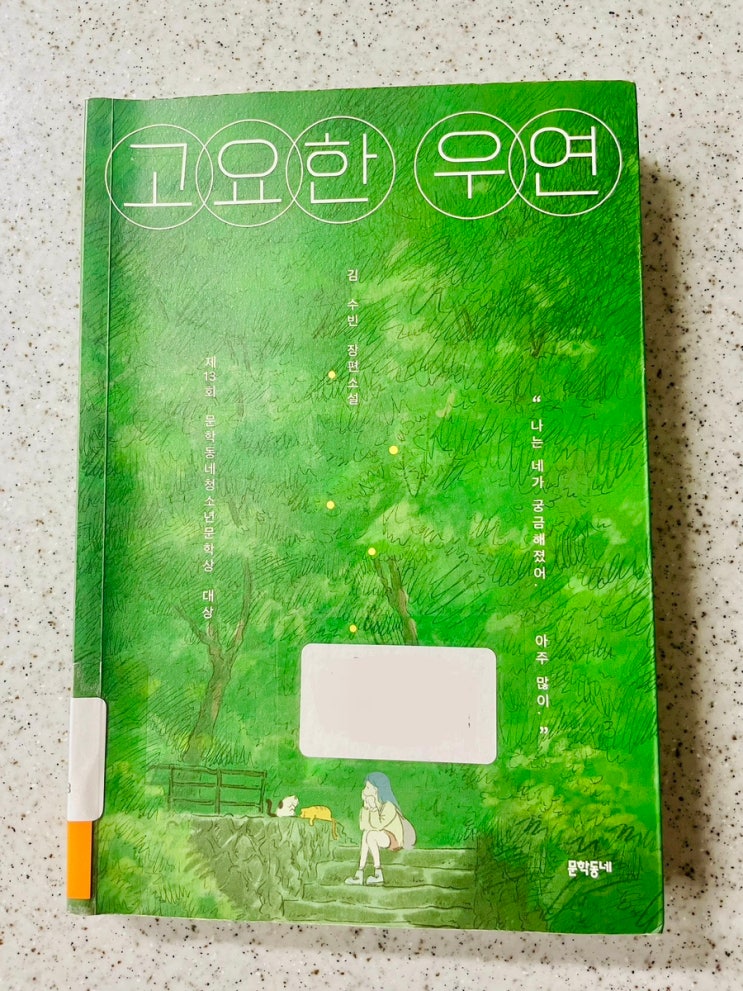 고요한 우연
김수빈 장편소설
제13회 문학동네청소년문학상 대상
“나는 네가 궁금해졌어.
아주 많이.”
문학동네